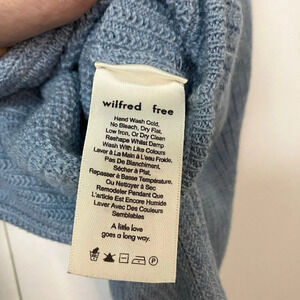 wilfred free
Hand Wash Cold,
No Bleach, Dry Flat,
Low Iron, Or Dry Clean
Reshape Whilst Damp
Wash With Like Colours
Laver À La Main À L'eau Froide,
Pas De Blanchiment,
Sécher À Plat,
Repasser À Basse Température,
Ou Nettoyer À Sec
Remodeler Pendant Que
L'article Est Encore Humide
Laver Avec Des Couleurs
Semblables
A little love
goes a long way.